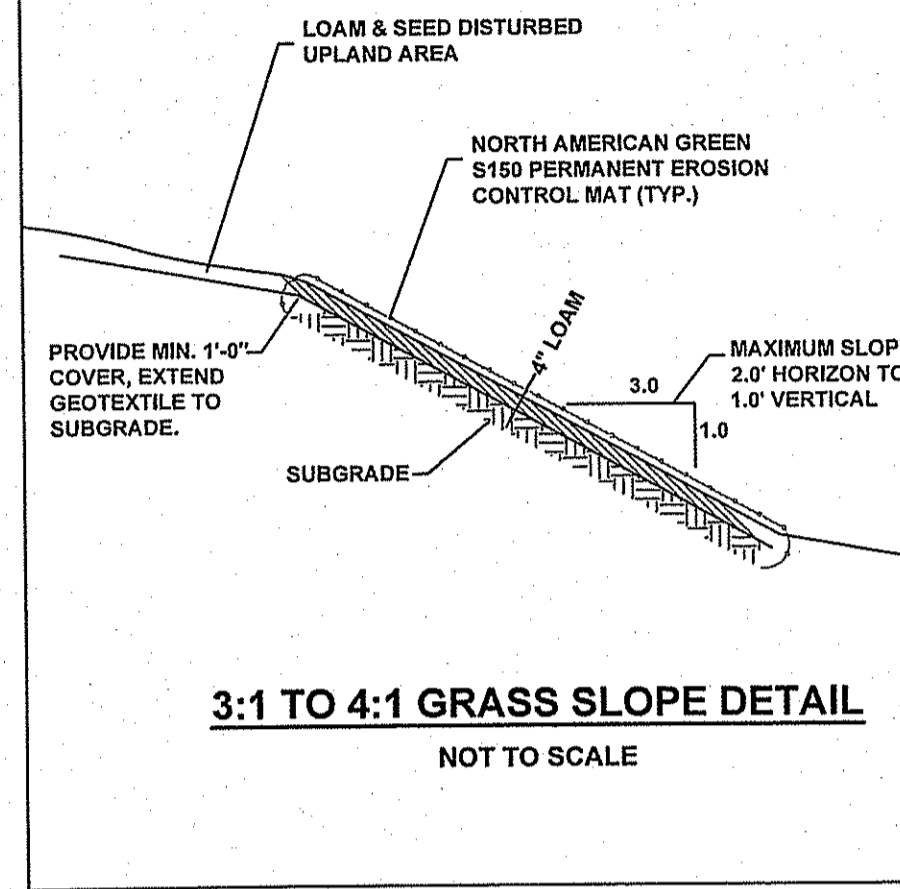 LOAM & SEED DISTURBED
UPLAND AREA
NORTH AMERICAN GREEN
S150 PERMANENT EROSION
CONTROL MAT (TYP.)
4" LOAM
PROVIDE MIN. 1'-0"
COVER, EXTEND
GEOTEXTILE TO
SUBGRADE.
MAXIMUM SLOP
2.0' HORIZON TO
1.0' VERTICAL
3.0
1.0
SUBGRADE
3:1 TO 4:1 GRASS SLOPE DETAIL
NOT TO SCALE